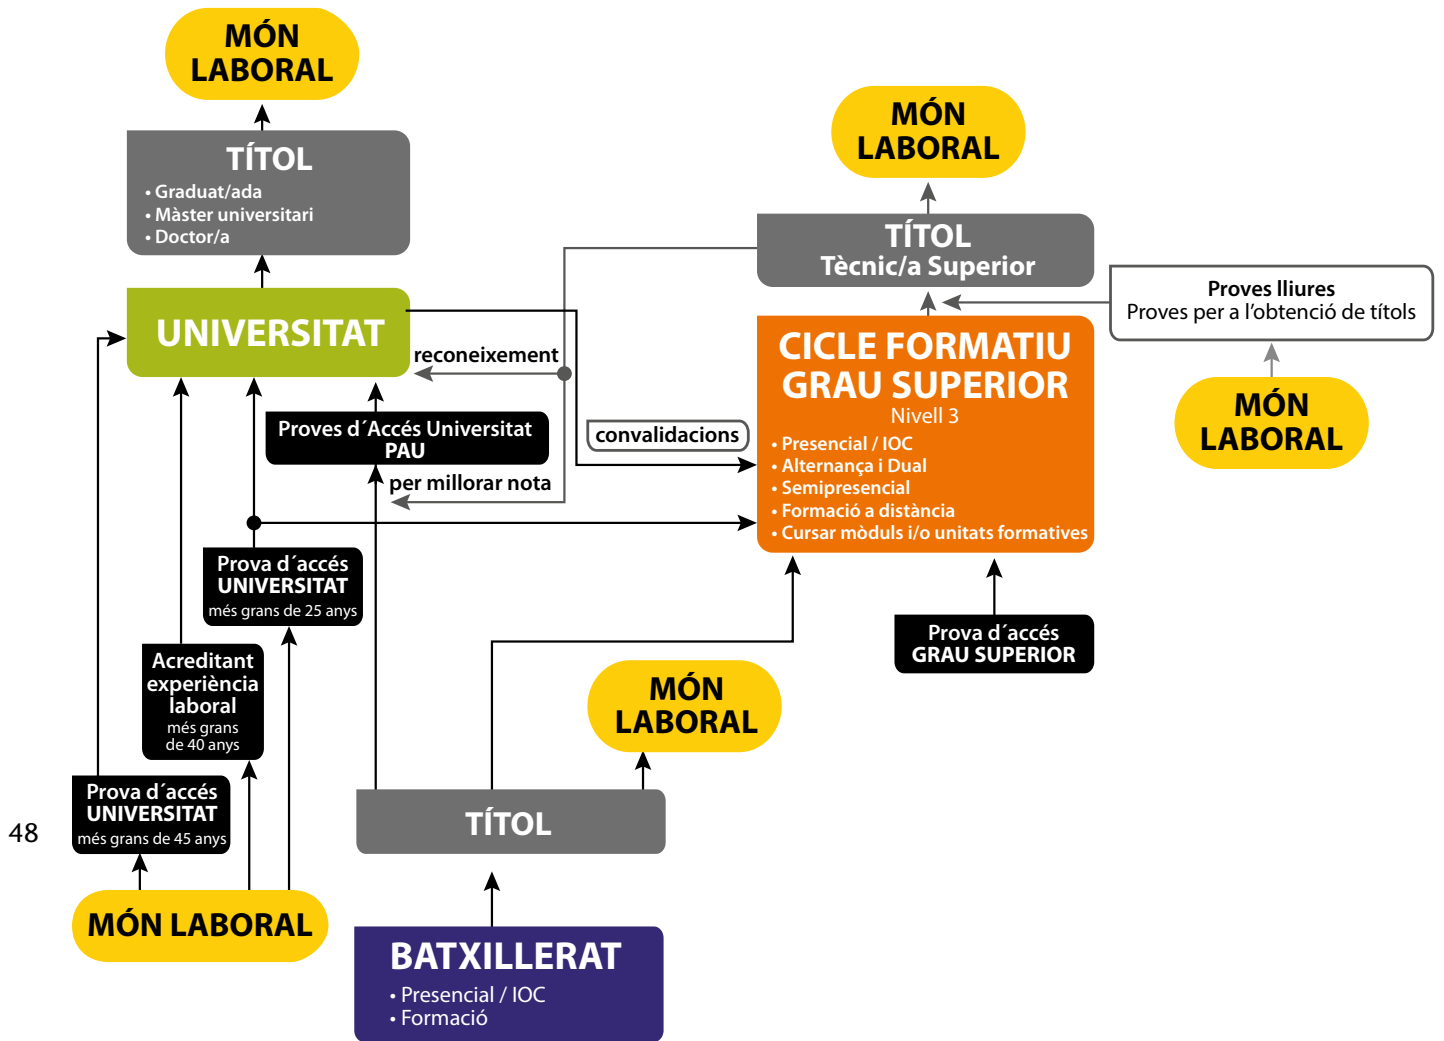 MÓN
LABORAL
TÍTOL
• Graduat/ada
• Màster universitari
• Doctor/a
UNIVERSITAT
reconeixement
Proves d´Accés Universitat
PAU
per millorar nota
convalidacions
MÓN
LABORAL
TÍTOL
Tècnic/a Superior
Proves lliures
Proves per a l'obtenció de títols
MÓN
LABORAL
CICLE FORMATIU
GRAU SUPERIOR
Nivell 3
• Presencial / IOC
• Alternança i Dual
• Semipresencial
• Formació a distància
• Cursar mòduls i/o unitats formatives
Prova d´accés
UNIVERSITAT
més grans de 25 anys
Prova d´accés
GRAU SUPERIOR
Acreditant
experiència
laboral
més grans
de 40 anys
MÓN
LABORAL
Prova d´accés
UNIVERSITAT
més grans de 45 anys
TÍTOL
48
MÓN LABORAL
BATXILLERAT
• Presencial / IOC
• Formació